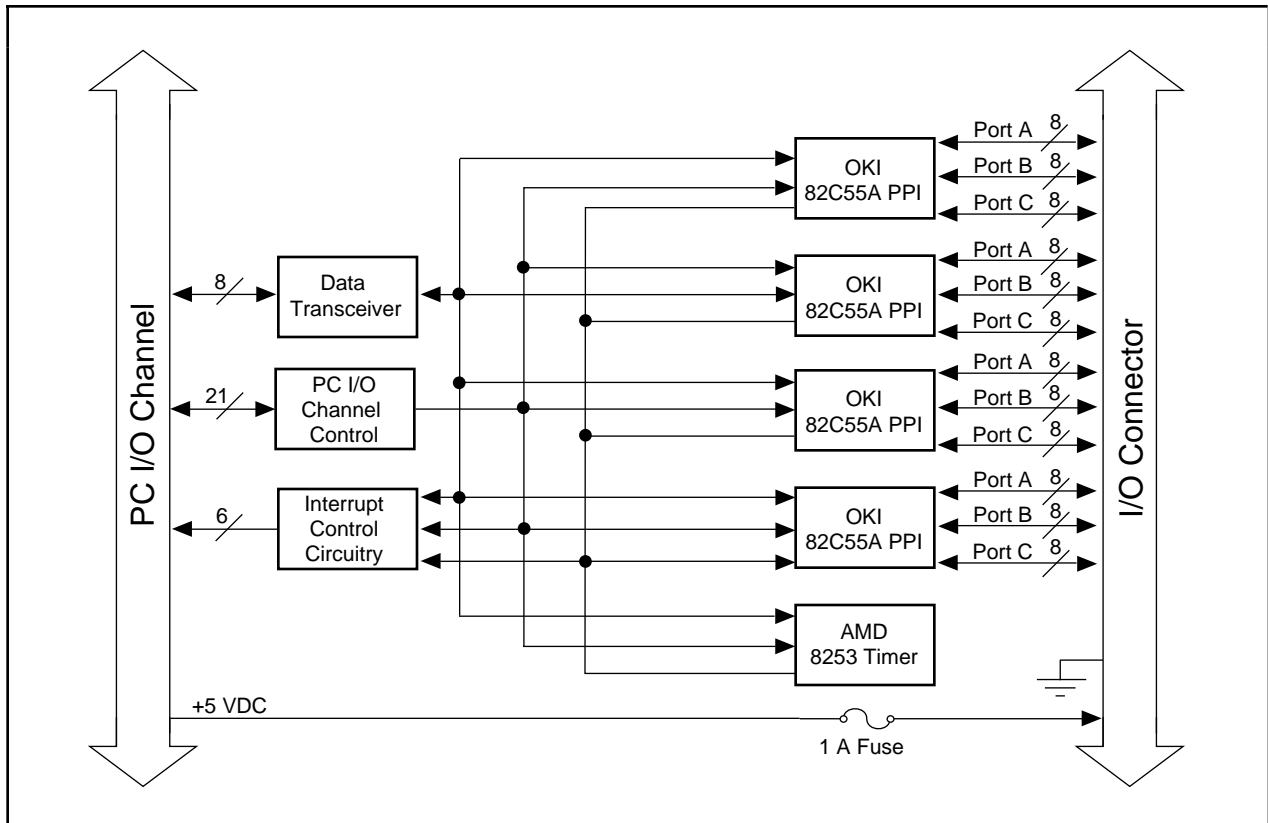 Port A 8
OKI
82C55A PPI
Port B 8
Port C 8
PC I/O Channel
8
Data
Transceiver
OKI
82C55A PPI
Port A 8
Port B 8
Port C 8
I/O Connector
21
PC I/O
Channel
Control
OKI
82C55A PPI
Port A 8
Port B 8
Port C 8
6
Interrupt
Control
Circuitry
OKI
82C55A PPI
Port A 8
Port B 8
Port C 8
AMD
8253 Timer
+5 VDC
1 A Fuse